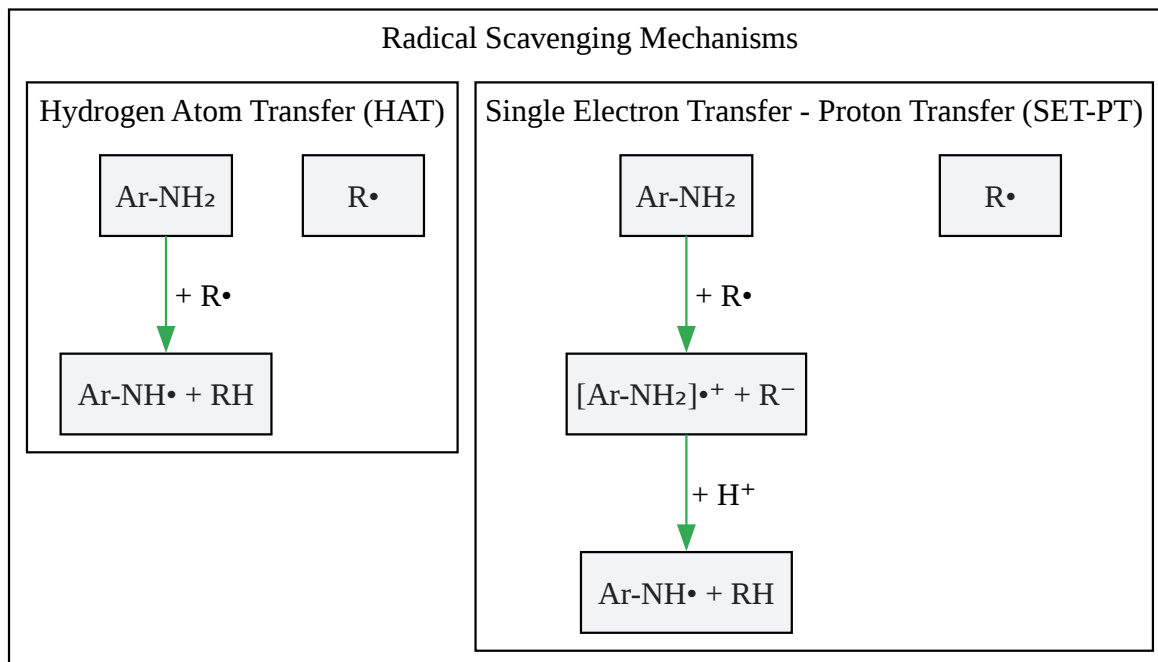 Radical Scavenging Mechanisms
Hydrogen Atom Transfer (HAT)
Ar-NH₂
R•
+ R•
Ar-NH• + RH
Single Electron Transfer - Proton Transfer (SET-PT)
Ar-NH₂
R•
+ R•
[Ar-NH₂]•⁺ + R⁻
+ H⁺
Ar-NH• + RH